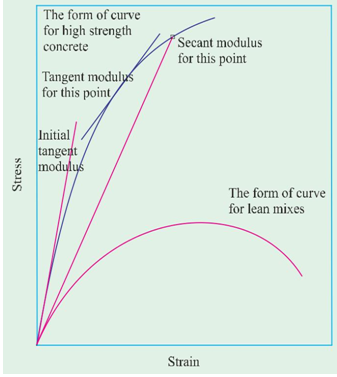 The form of curve
for high strength
concrete
Secant modulus
for this point
Tangent modulus
for this point
Initial
tangent
modulus
The form of curve
for lean mixes
Stress
Strain